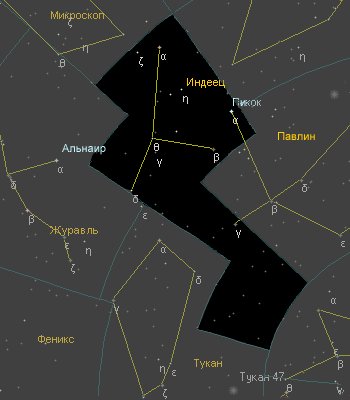 Микроскоп
η
θ
ζ
α
η
Индеец
η
ζ
Пикок
α
Павлин
Альнаир
θ
γ
β
α
δ
δ
β
δ
ε
β
β
γ
Журавль
ε
η
ζ
α
δ
γ
α
Феникс
Тукан
ε
ζ
Тукан 47
ξ
β
β
γ